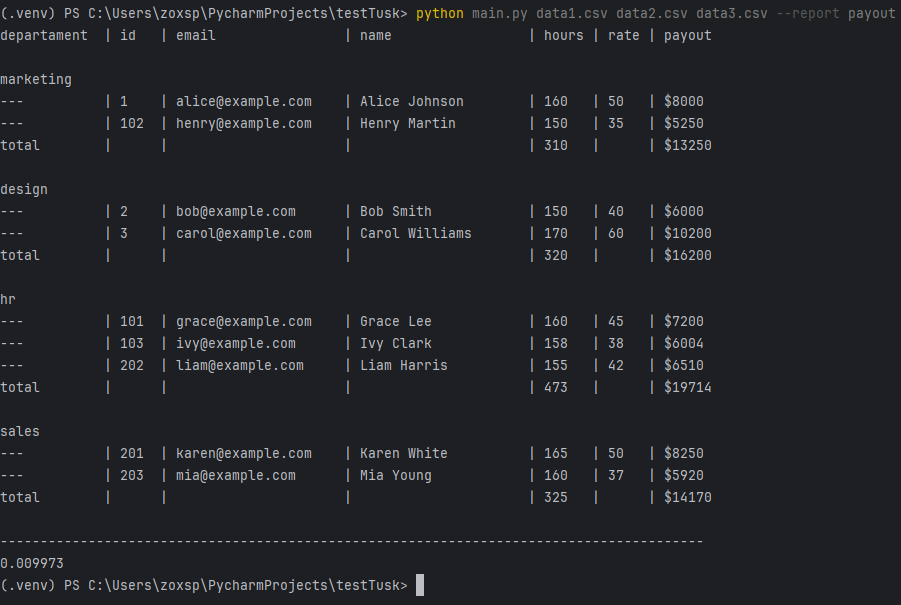 (.venv) PS C:\Users\zoxsp\PycharmProjects\testTusk> python main.py data1.csv data2.csv data3.csv --report payout
departament | id | email | name | hours | rate | payout
marketing
--- | 1 | alice@example.com | Alice Johnson | 160 | 50 | $8000
--- | 102 | henry@example.com | Henry Martin | 150 | 35 | $5250
total | | | | 310 | | $13250
design
--- | 2 | bob@example.com | Bob Smith | 150 | 40 | $6000
--- | 3 | carol@example.com | Carol Williams | 170 | 60 | $10200
total | | | | 320 | | $16200
hr
--- | 101 | grace@example.com | Grace Lee | 160 | 45 | $7200
--- | 103 | ivy@example.com | Ivy Clark | 158 | 38 | $6004
--- | 202 | liam@example.com | Liam Harris | 155 | 42 | $6510
total | | | | 473 | | $19714
sales
--- | 201 | karen@example.com | Karen White | 165 | 50 | $8250
--- | 203 | mia@example.com | Mia Young | 160 | 37 | $5920
total | | | | 325 | | $14170
----------------------------------------------------------------------------------------
0.009973
(.venv) PS C:\Users\zoxsp\PycharmProjects\testTusk>